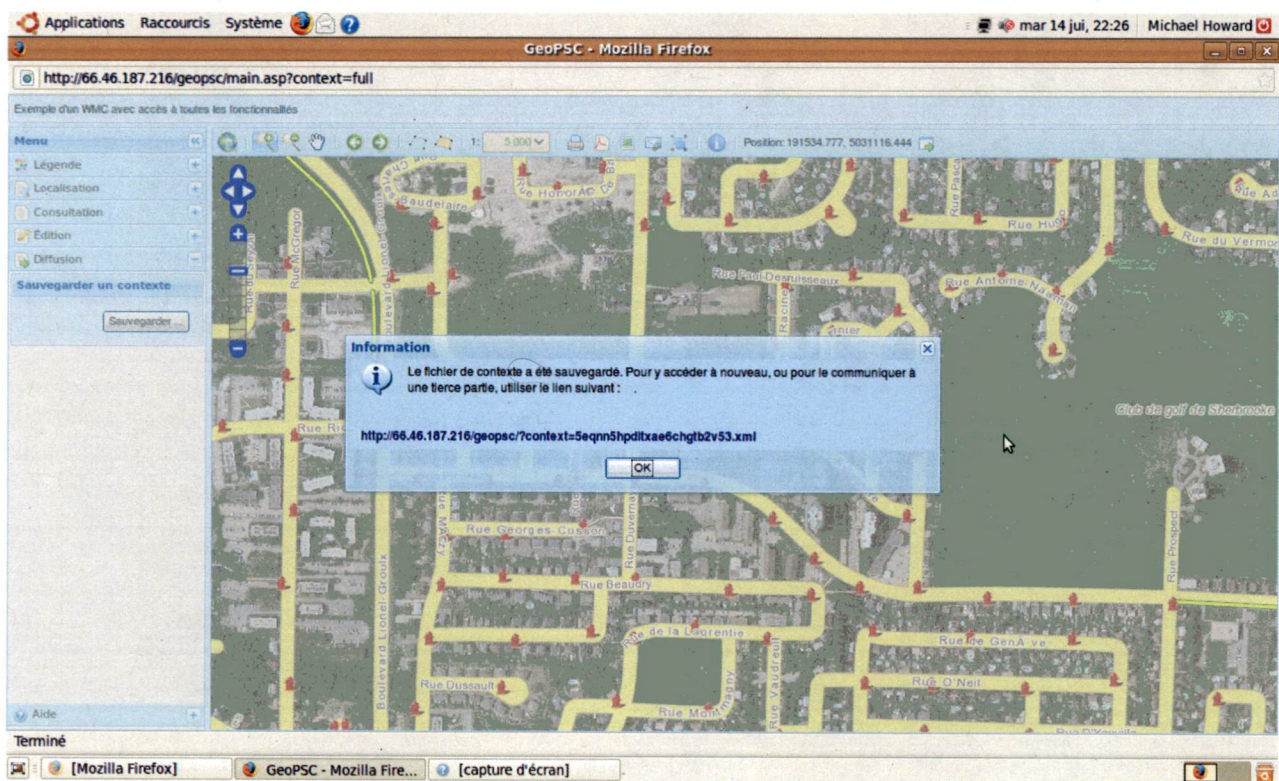 Applications Raccourcis Système mar 14 jui, 22:26 Michael Howard
GeoPSC - Mozilla Firefox
http://66.46.187.216/geopsc/main.asp?context=full
Exemple d'un WMC avec accès à toutes les fonctionnalités
Menu
1: 5 000 Position: 191534.777, 5031116.444
Légende
Localisation
Consultation
Édition
Diffusion
Sauvegarder un contexte
Sauvegarder ...
Baudelaire
Rue HonorÃ© De
Rue McGregor
Rue Hugo
Rue du Vermont
Rue Paul-Desruisseaux
Rue Antoine-Nawman
Racine
Club de golf de Sherbrooke
Information
Le fichier de contexte a été sauvegardé. Pour y accéder à nouveau, ou pour le communiquer à
une tierce partie, utiliser le lien suivant :
http://66.46.187.216/geopsc/?context=5eqnn5hpditxae6chgtb2v53.xml
OK
Rue Georges-Cusson
Rue Duvernay
Rue Prospect
Rue Beaudry
Boulevard Lionel-Groulx
Rue de la Laurentie
Rue Vaudreuil
Rue de GenÃ ve
Rue Dussault
Rue O'Neil
Aide
Terminé
[Mozilla Firefox] GeoPSC - Mozilla Fire... [capture d'écran]